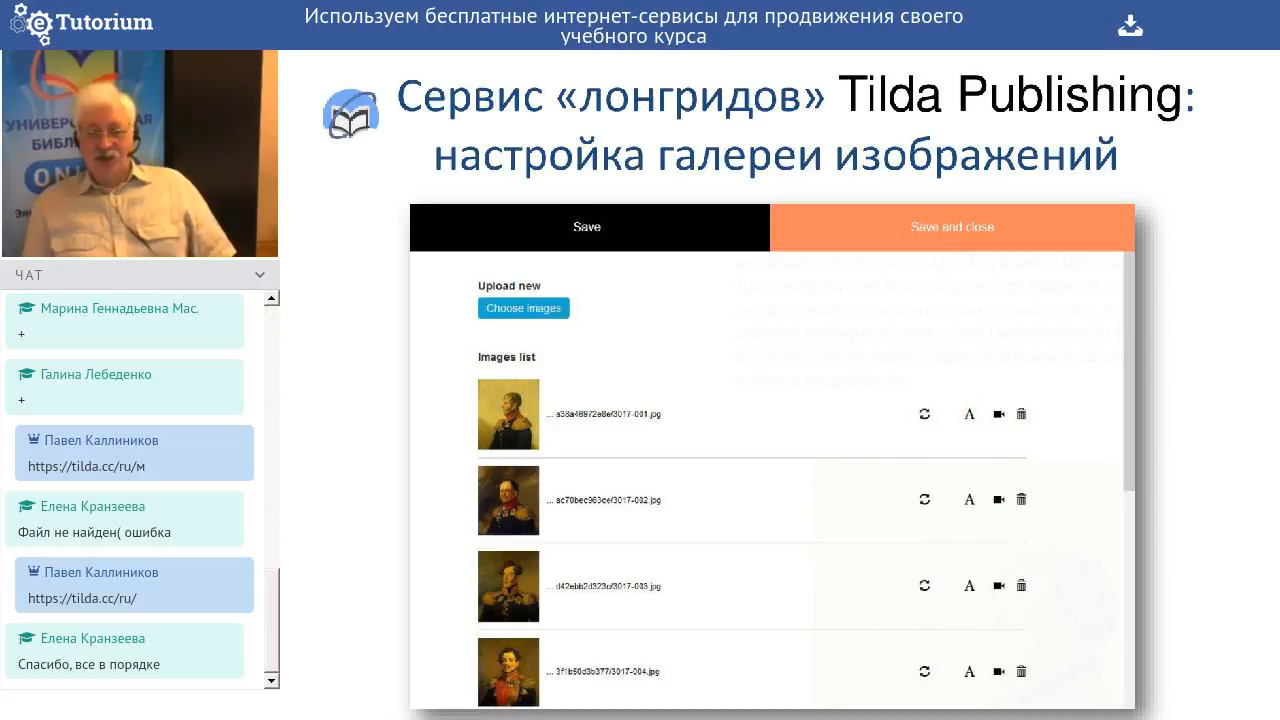 Tutorium
Используем бесплатные интернет-сервисы для продвижения своего
учебного курса
ON
ЧАТ
Марина Геннадьевна Мас.
+
Галина Лебеденко
+
Павел Каллиников
https://tilda.cc/ru/м
Елена Кранзеева
Файл не найден( ошибка
Павел Каллиников
https://tilda.cc/ru/
Елена Кранзеева
Спасибо, все в порядке
Сервис «лонгридов» Tilda Publishing:
настройка галереи изображений
Save
Save and close
Upload new
Choose images
Images list
... a38a46972e8e/3017-001.jpg
A
... ac70bec963ce/3017-002.jpg
A
... d42ebb2d323c/3017-003.jpg
A
... 3f1b50d3b377/3017-004.jpg
A